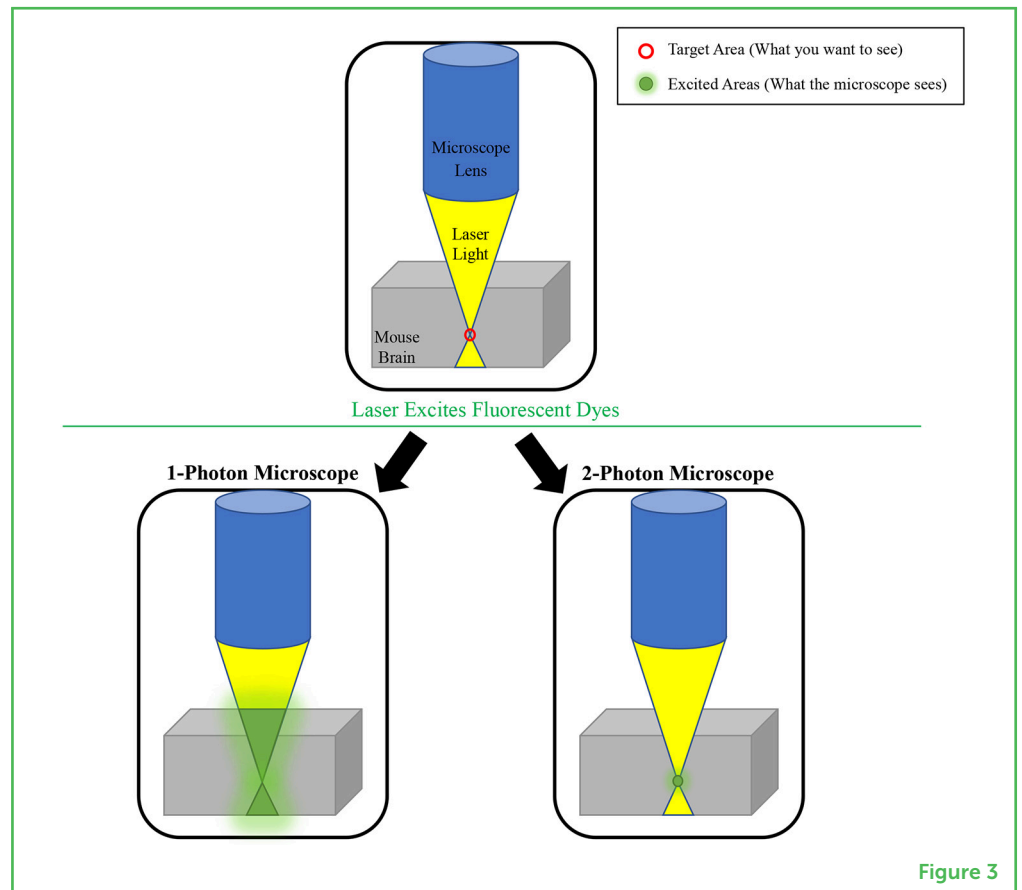 Target Area (What you want to see)
Excited Areas (What the microscope sees)
Microscope
Lens
Laser
Light
Mouse
Brain
Laser Excites Fluorescent Dyes
1-Photon Microscope
2-Photon Microscope
Figure 3